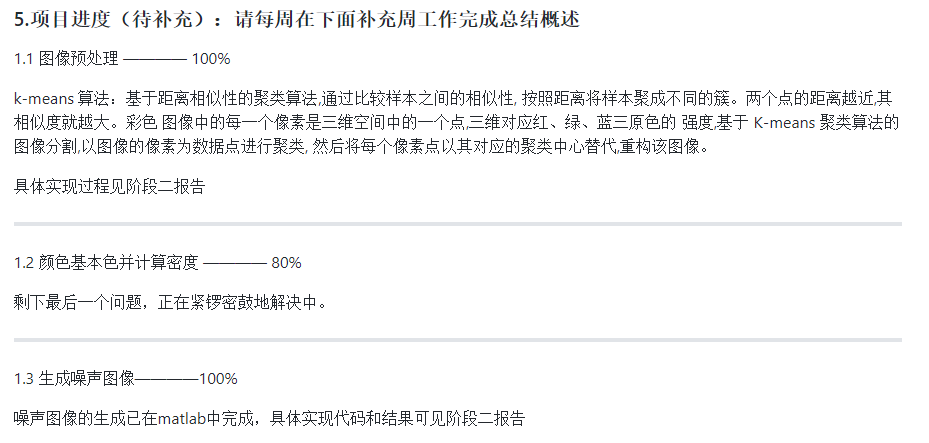 5.项目进度（待补充）：请每周在下面补充周工作完成总结概述
1.1 图像预处理 ———— 100%
k-means 算法：基于距离相似性的聚类算法,通过比较样本之间的相似性, 按照距离将样本聚成不同的簇。两个点的距离越近,其
相似度就越大。彩色 图像中的每一个像素是三维空间中的一个点,三维对应红、绿、蓝三原色的 强度,基于 K-means 聚类算法的
图像分割,以图像的像素为数据点进行聚类, 然后将每个像素点以其对应的聚类中心替代,重构该图像。
具体实现过程见阶段二报告
1.2 颜色基本色并计算密度 ———— 80%
剩下最后一个问题，正在紧锣密鼓地解决中。
1.3 生成噪声图像————100%
噪声图像的生成已在matlab中完成，具体实现代码和结果可见阶段二报告